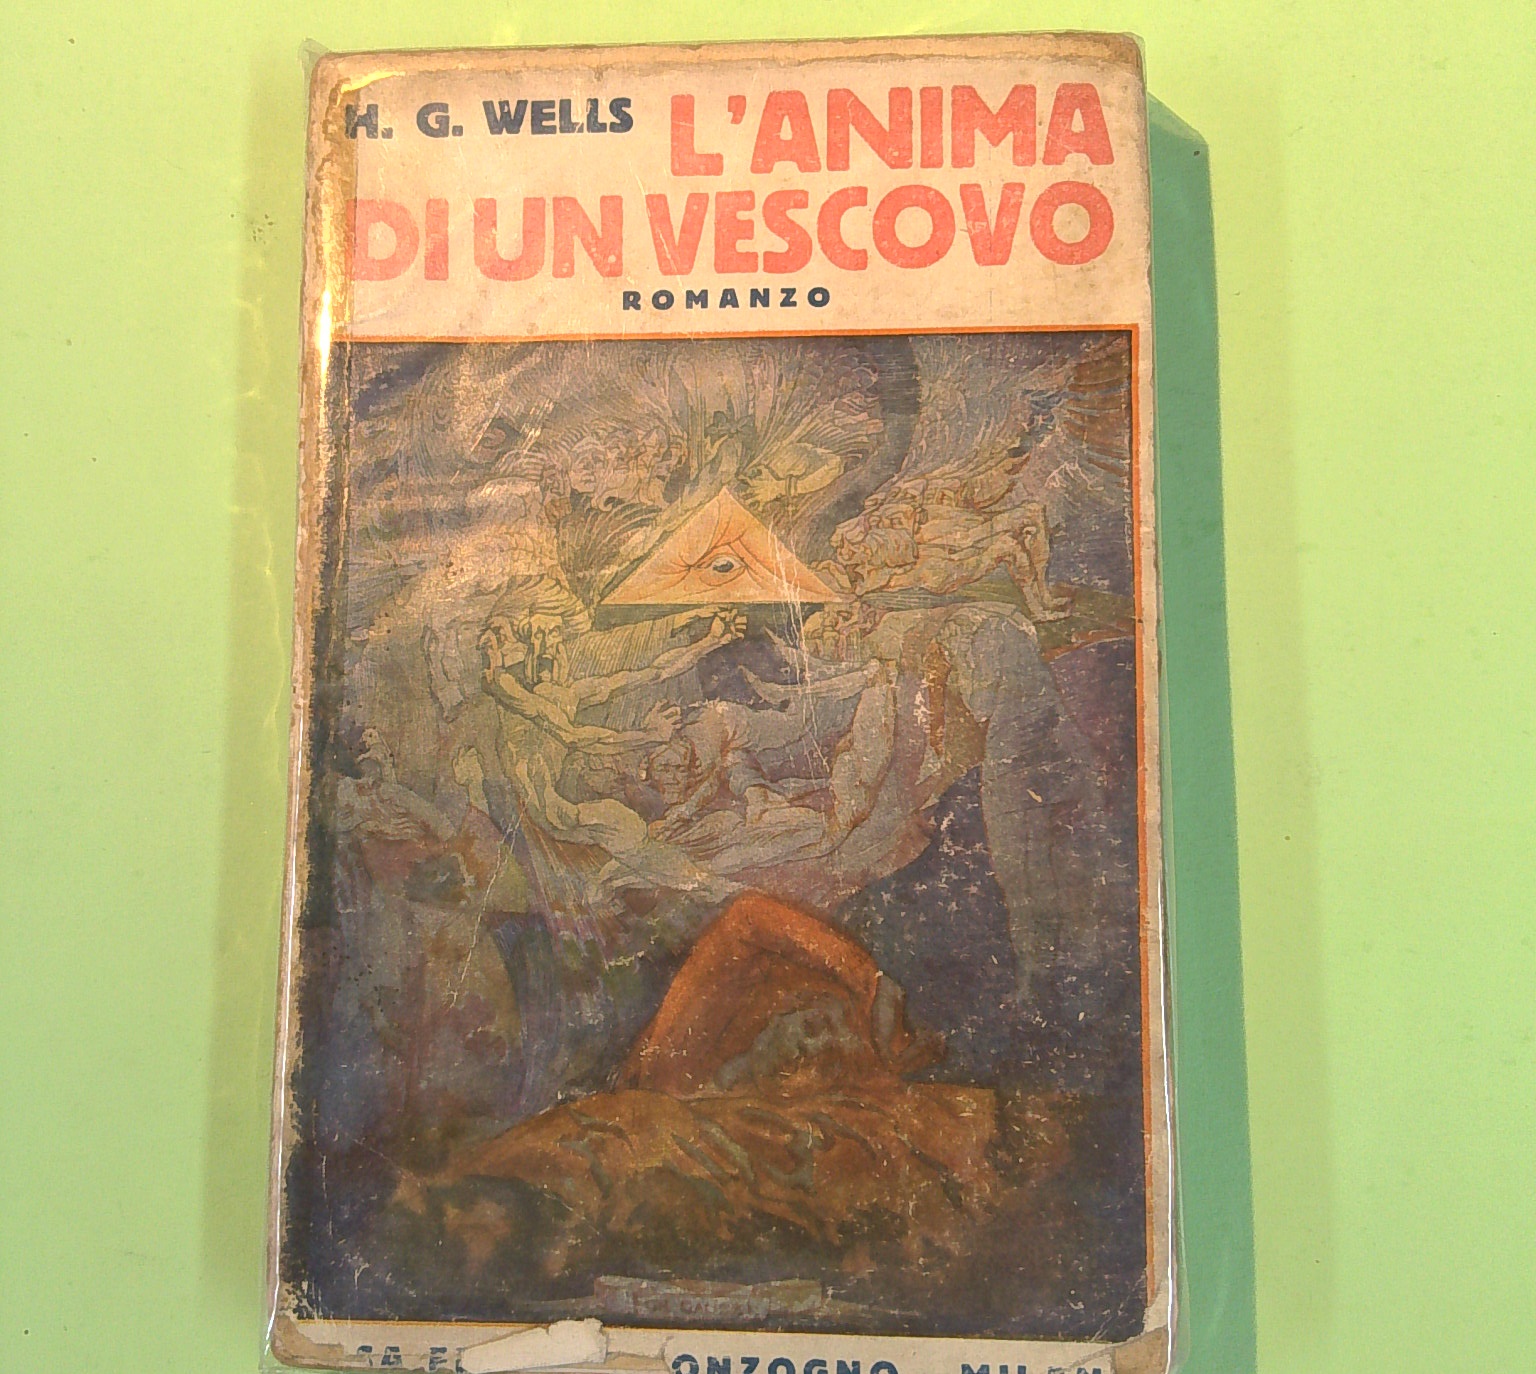 H. G. WELLS L'ANIMA
DI UN VESCOVO
ROMANZO